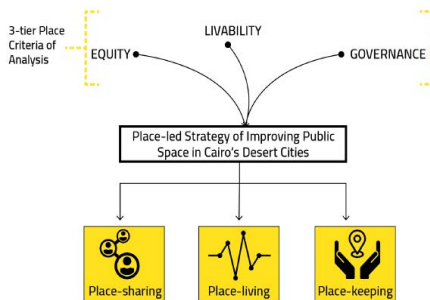 3-tier Place
Criteria of
Analysis
LIVABILITY
EQUITY
GOVERNANCE
Place-led Strategy of Improving Public
Space in Cairo's Desert Cities
Place-sharing
Place-living
Place-keeping